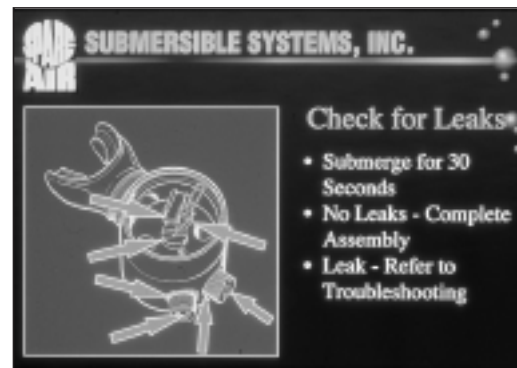 SPARE
AIR
SUBMERSIBLE SYSTEMS, INC.
Check for Leaks
• Submerge for 30
Seconds
• No Leaks - Complete
Assembly
• Leak - Refer to
Troubleshooting